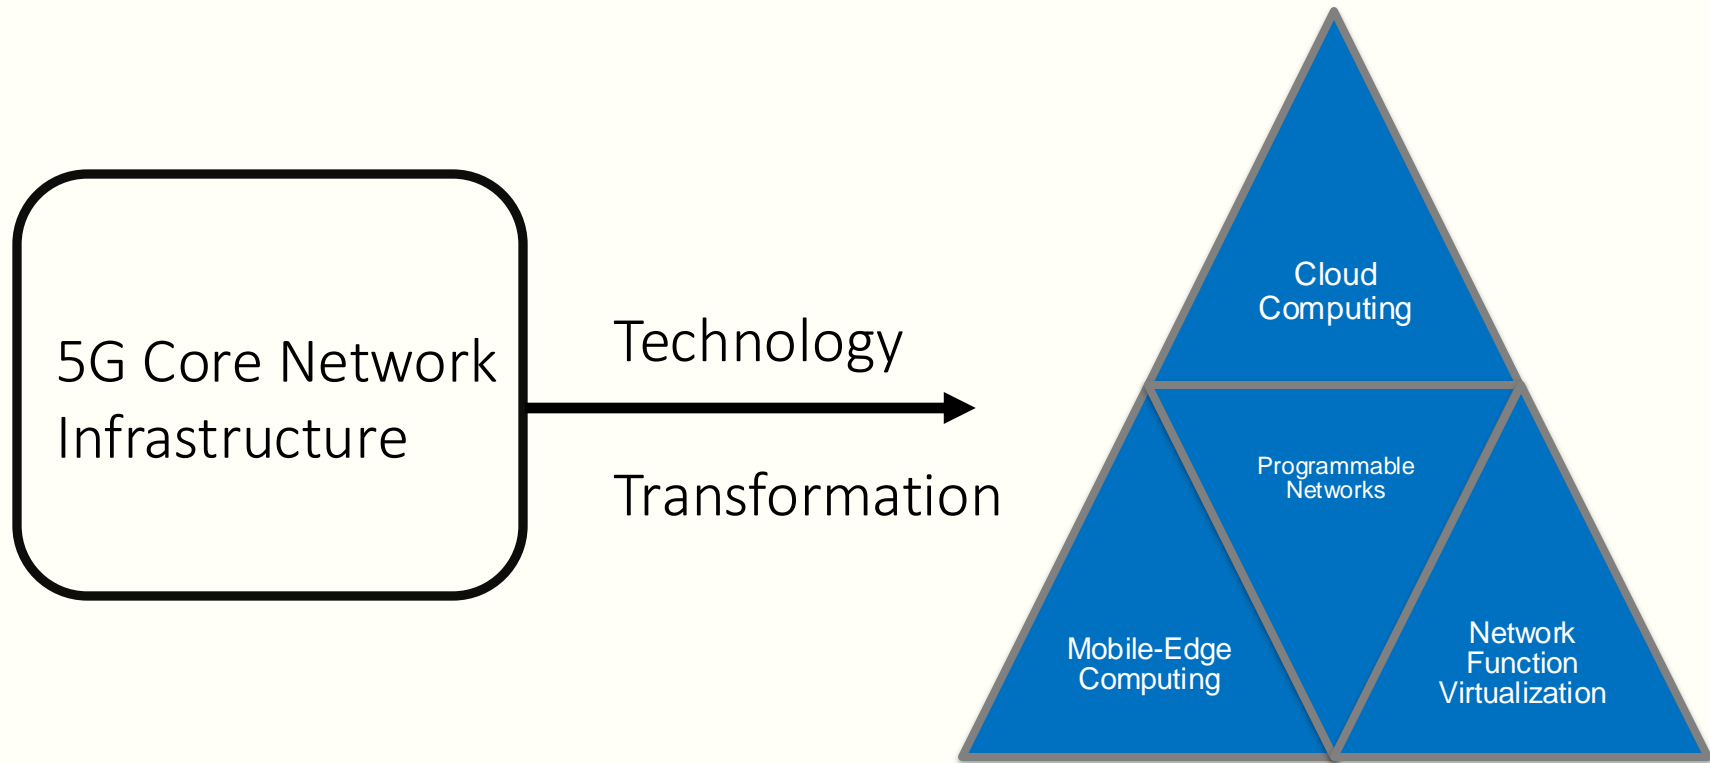 5G Core Network
Infrastructure
Technology
Transformation
Cloud
Computing
Programmable
Networks
Mobile-Edge
Computing
Network
Function
Virtualization